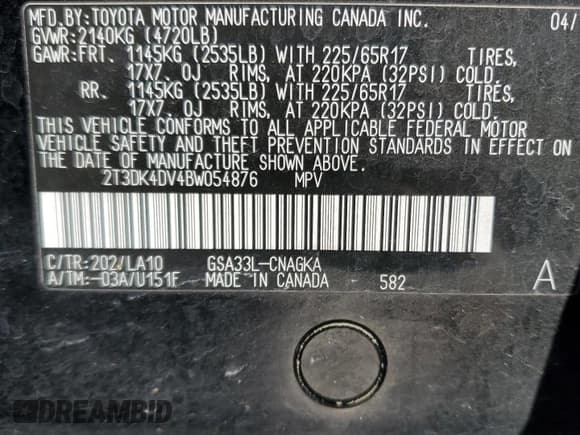 MFD.BY:TOYOTA MOTOR MANUFACTURING CANADA INC. 04/
GVWR:2140KG (4720LB)
GAWR:FRT. 1145KG (2535LB) WITH 225/65R17 TIRES,
17X7.0J RIMS, AT 220KPA (32PSI) COLD.
RR. 1145KG (2535LB) WITH 225/65R17 TIRES,
17X7.0J RIMS, AT 220KPA (32PSI) COLD.
THIS VEHICLE CONFORMS TO ALL APPLICABLE FEDERAL MOTOR
VEHICLE SAFETY AND THEFT PREVENTION STANDARDS IN EFFECT ON
THE DATE OF MANUFACTURE SHOWN ABOVE.
2T3DK4DV4BW054876 MPV
C/TR:202/LA10 GSA33L-CNAGKA
A/TM:-03A/U151F MADE IN CANADA 582 A
DREAMBID